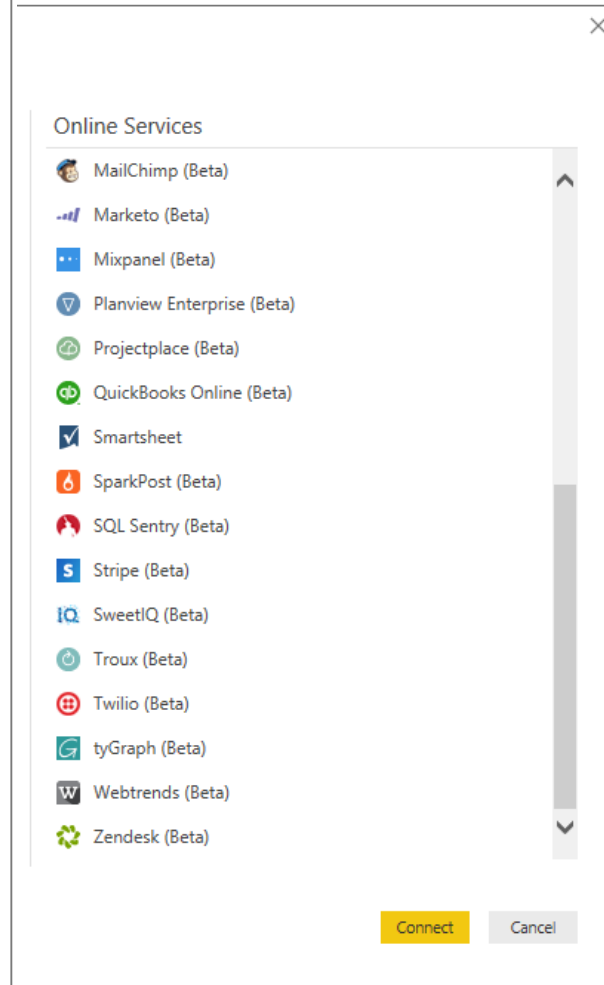 Online Services
MailChimp (Beta)
Marketo (Beta)
Mixpanel (Beta)
Planview Enterprise (Beta)
Projectplace (Beta)
QuickBooks Online (Beta)
Smartsheet
SparkPost (Beta)
SQL Sentry (Beta)
Stripe (Beta)
SweetIQ (Beta)
Troux (Beta)
Twilio (Beta)
tyGraph (Beta)
Webtrends (Beta)
Zendesk (Beta)
Connect Cancel